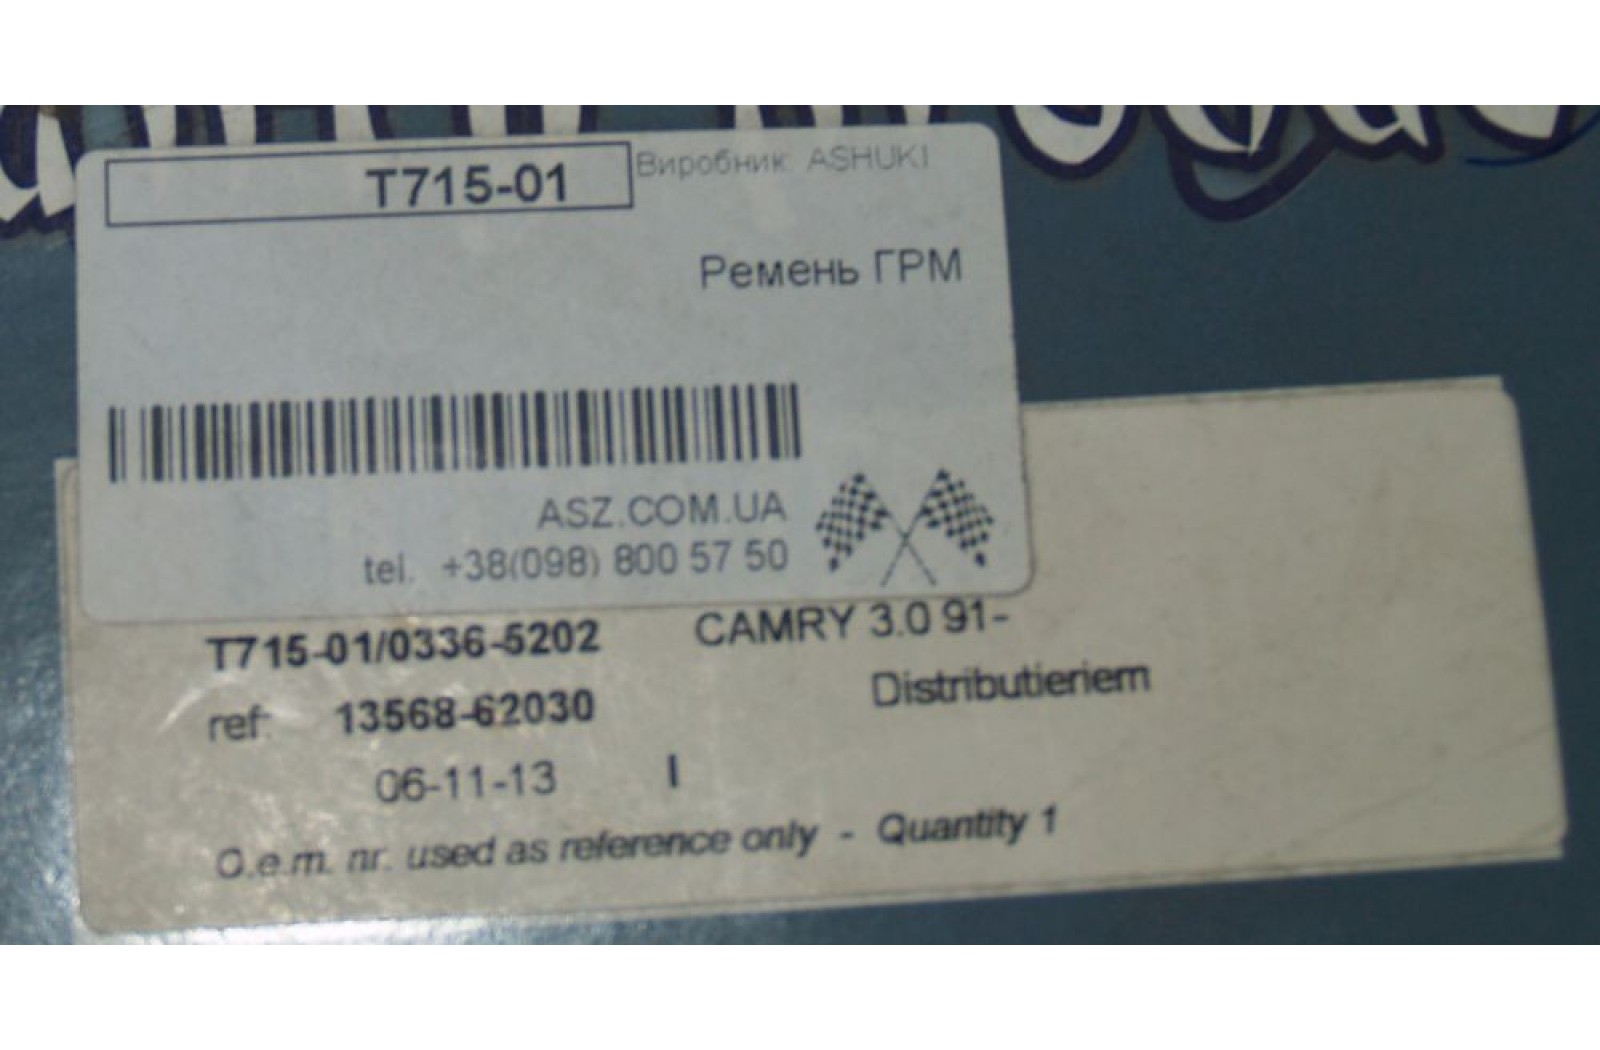 T715-01
Виробник: ASHUKI
Ремень ГРМ
ASZ.COM.UA
tel. +38(098) 800 57 50
T715-01/0336-5202 CAMRY 3.0 91-
Distributieriem
ref: 13568-62030
06-11-13 I
O.e.m. nr. used as reference only - Quantity 1